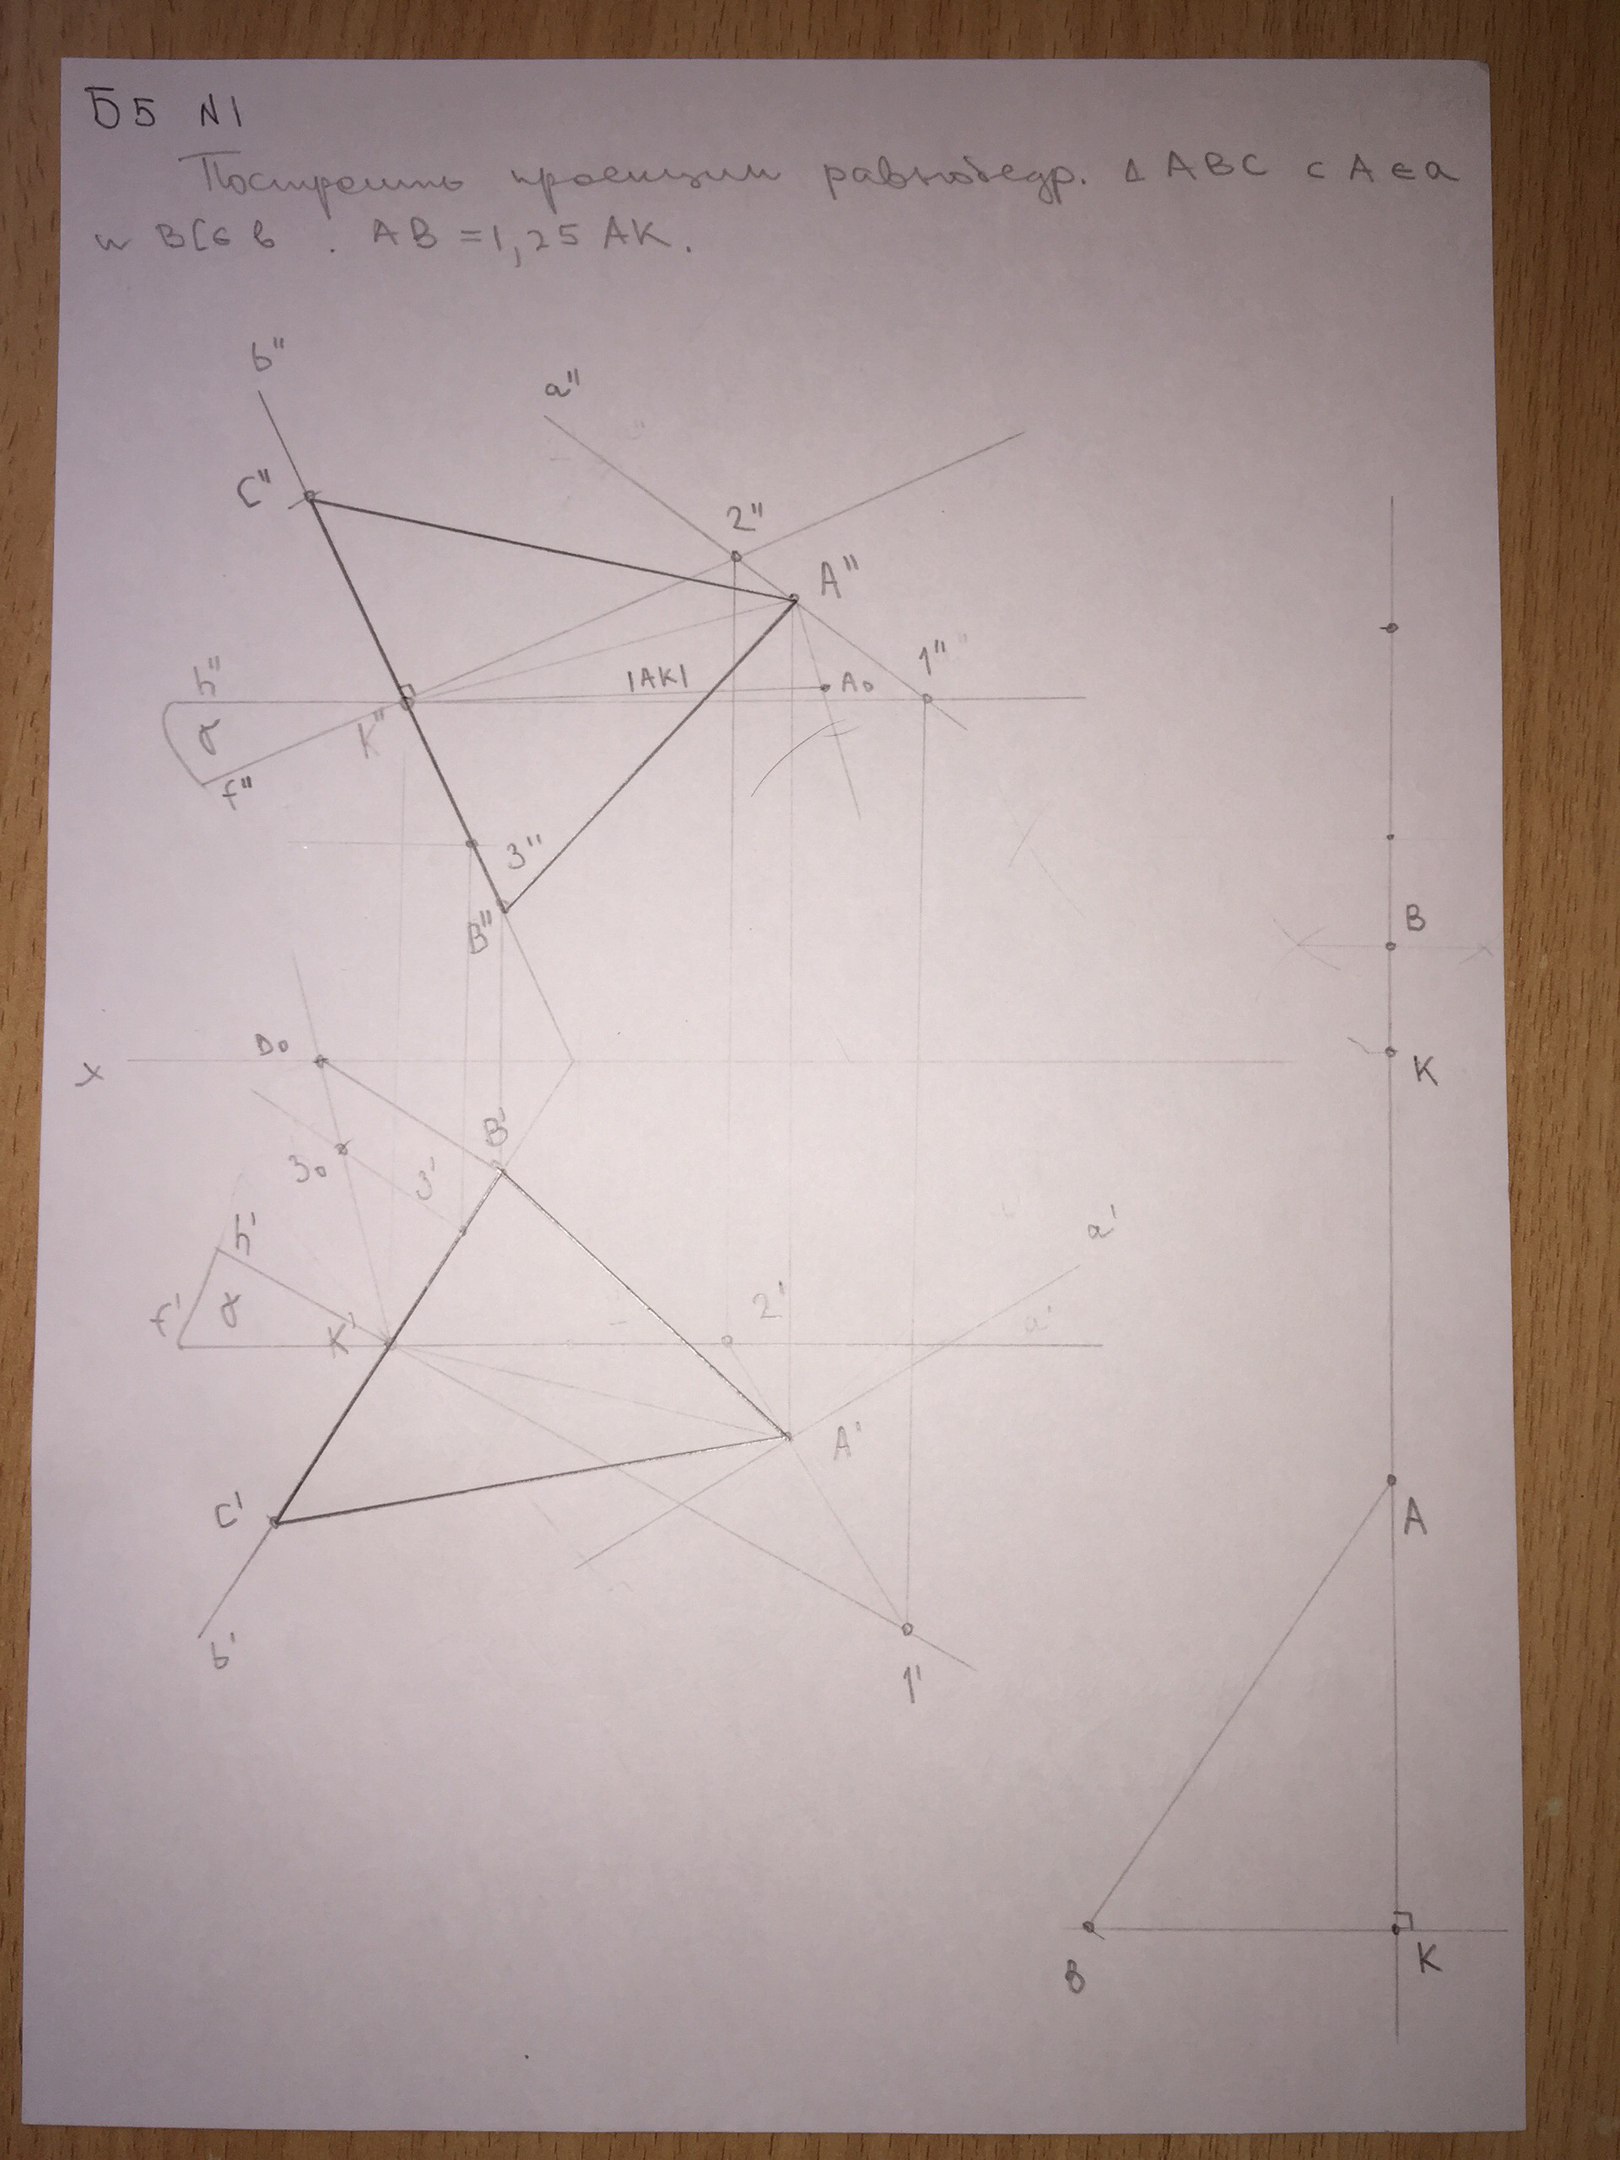 Б5 N1
Построить проекции равнобедр. Δ ABC с A∈a
и BC∈b . AB = 1,25 AK.
b"
a"
C"
2"
A"
h"
|AK|
A₀
1"
γ
K"
f"
3"
B"
B
B₀
x
K
B'
3₀
3'
h'
a'
f'
γ
K'
2'
a'
A'
C'
A
b'
1'
B
K